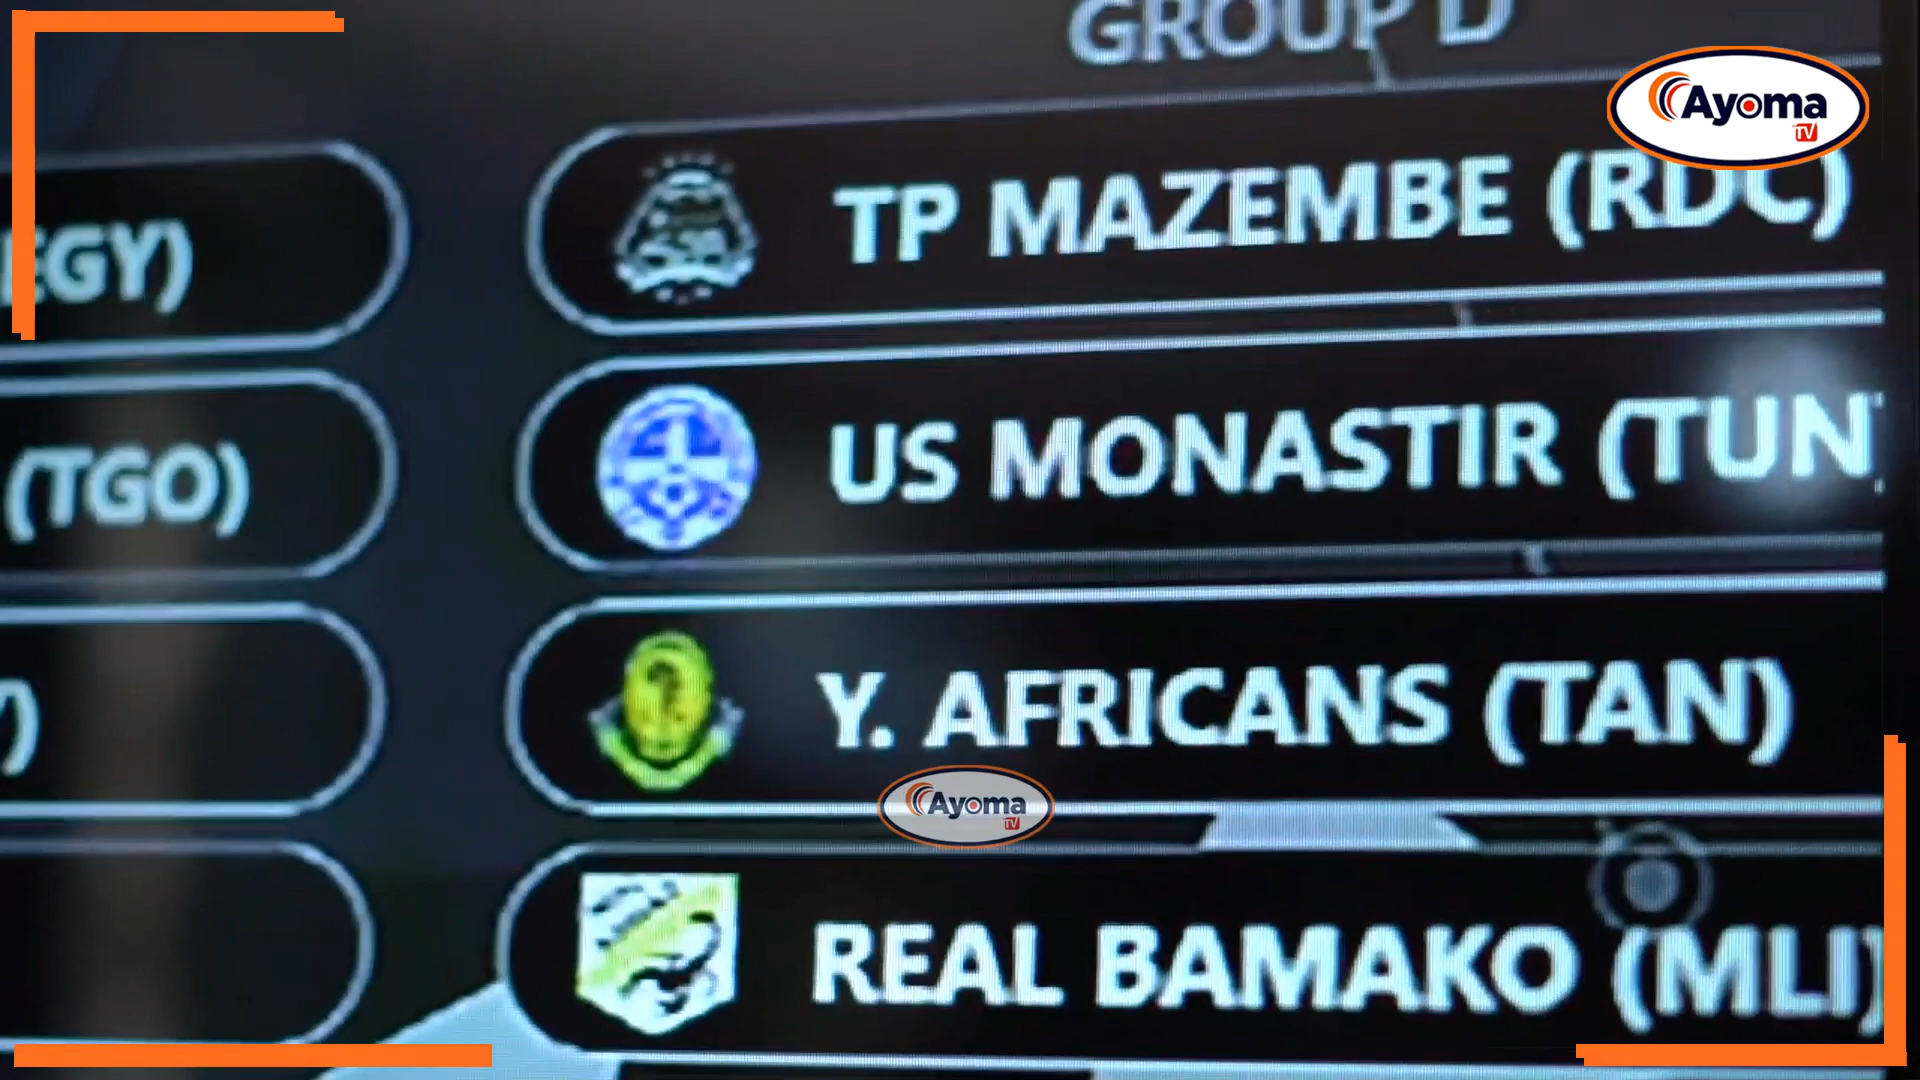 GROUP D
Ayoma
TV
EGY)
TP MAZEMBE (RDC)
(TGO)
US MONASTIR (TUN
Y. AFRICANS (TAN)
Ayoma
TV
REAL BAMAKO (MLI)